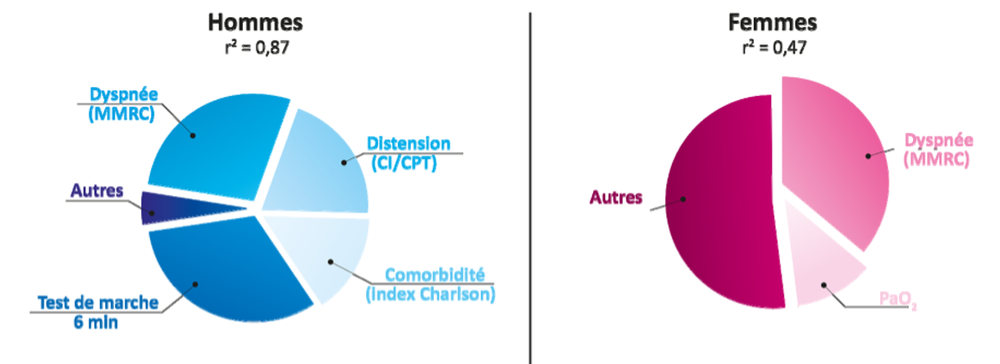 Hommes
r² = 0,87
Dyspnée
(MMRC)
Distension
(CI/CPT)
Autres
Comorbidité
(Index Charlson)
Test de marche
6 min
Femmes
r² = 0,47
Dyspnée
(MMRC)
Autres
PaO₂